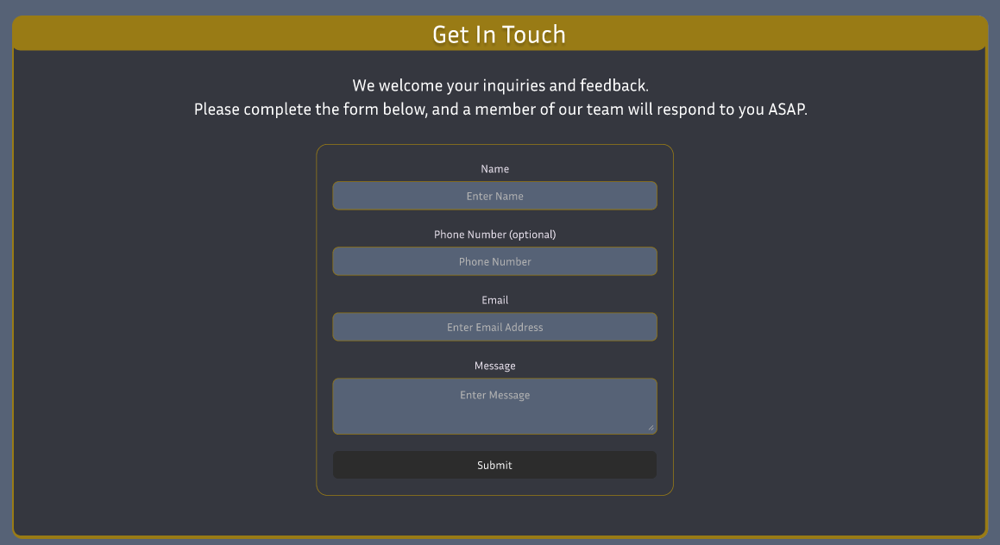 Get In Touch
We welcome your inquiries and feedback.
Please complete the form below, and a member of our team will respond to you ASAP.
Name
Enter Name
Phone Number (optional)
Phone Number
Email
Enter Email Address
Message
Enter Message
Submit